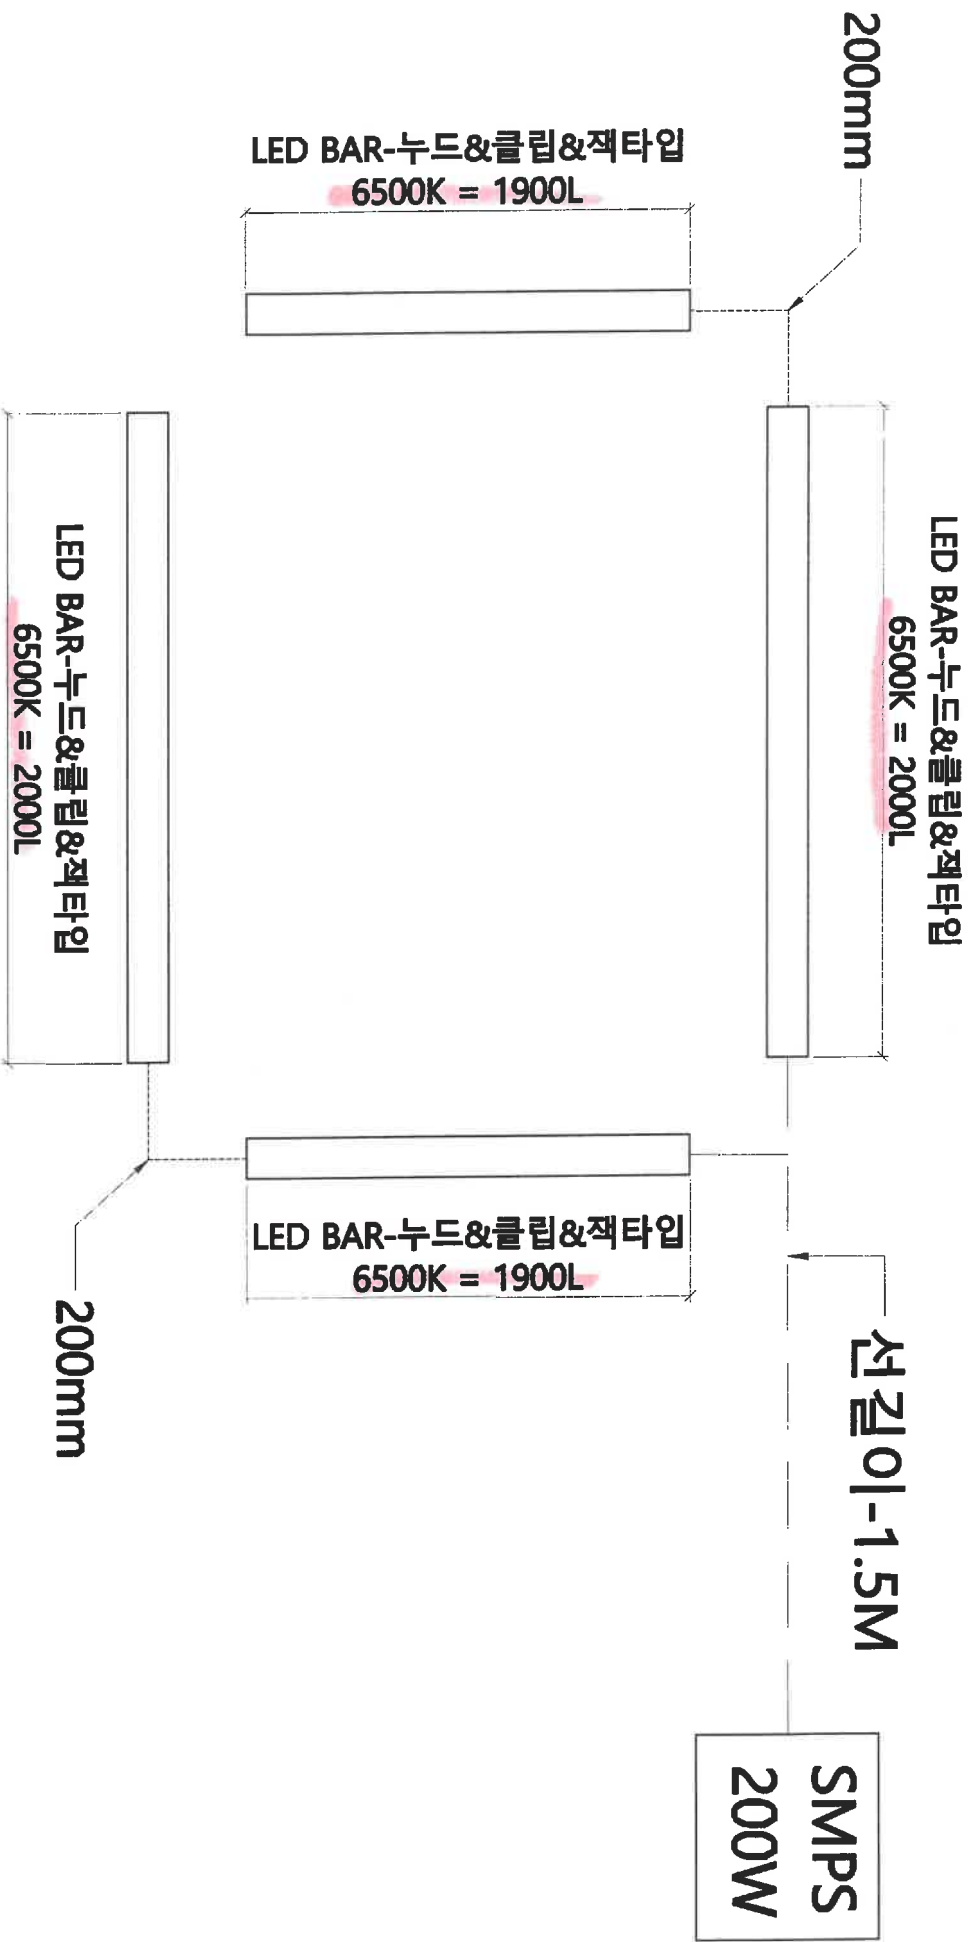 200mm
LED BAR-누드&클립&잭타입
6500K = 1900L
LED BAR-누드&클립&잭타입
6500K = 2000L
LED BAR-누드&클립&잭타입
6500K = 2000L
LED BAR-누드&클립&잭타입
6500K = 1900L
200mm
선길이-1.5M
SMPS
200W